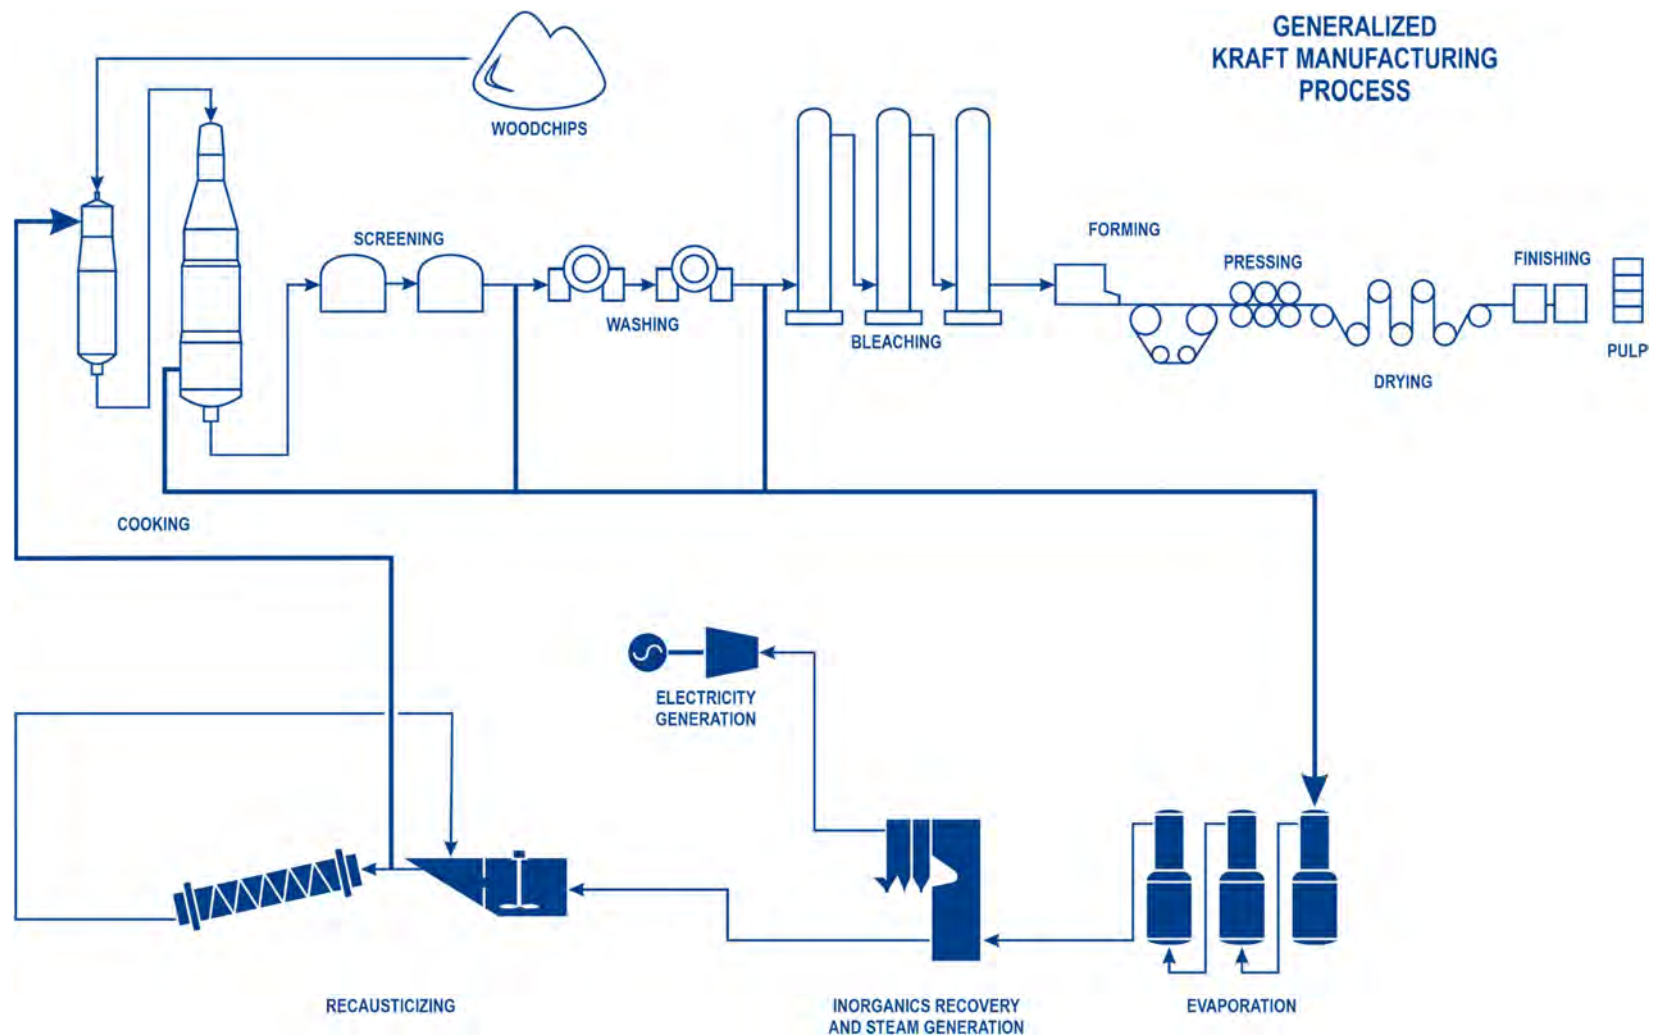 GENERALIZED
KRAFT MANUFACTURING
PROCESS
WOODCHIPS
SCREENING
WASHING
BLEACHING
FORMING
PRESSING
DRYING
FINISHING
PULP
COOKING
ELECTRICITY
GENERATION
RECAUSTICIZING
INORGANICS RECOVERY
AND STEAM GENERATION
EVAPORATION